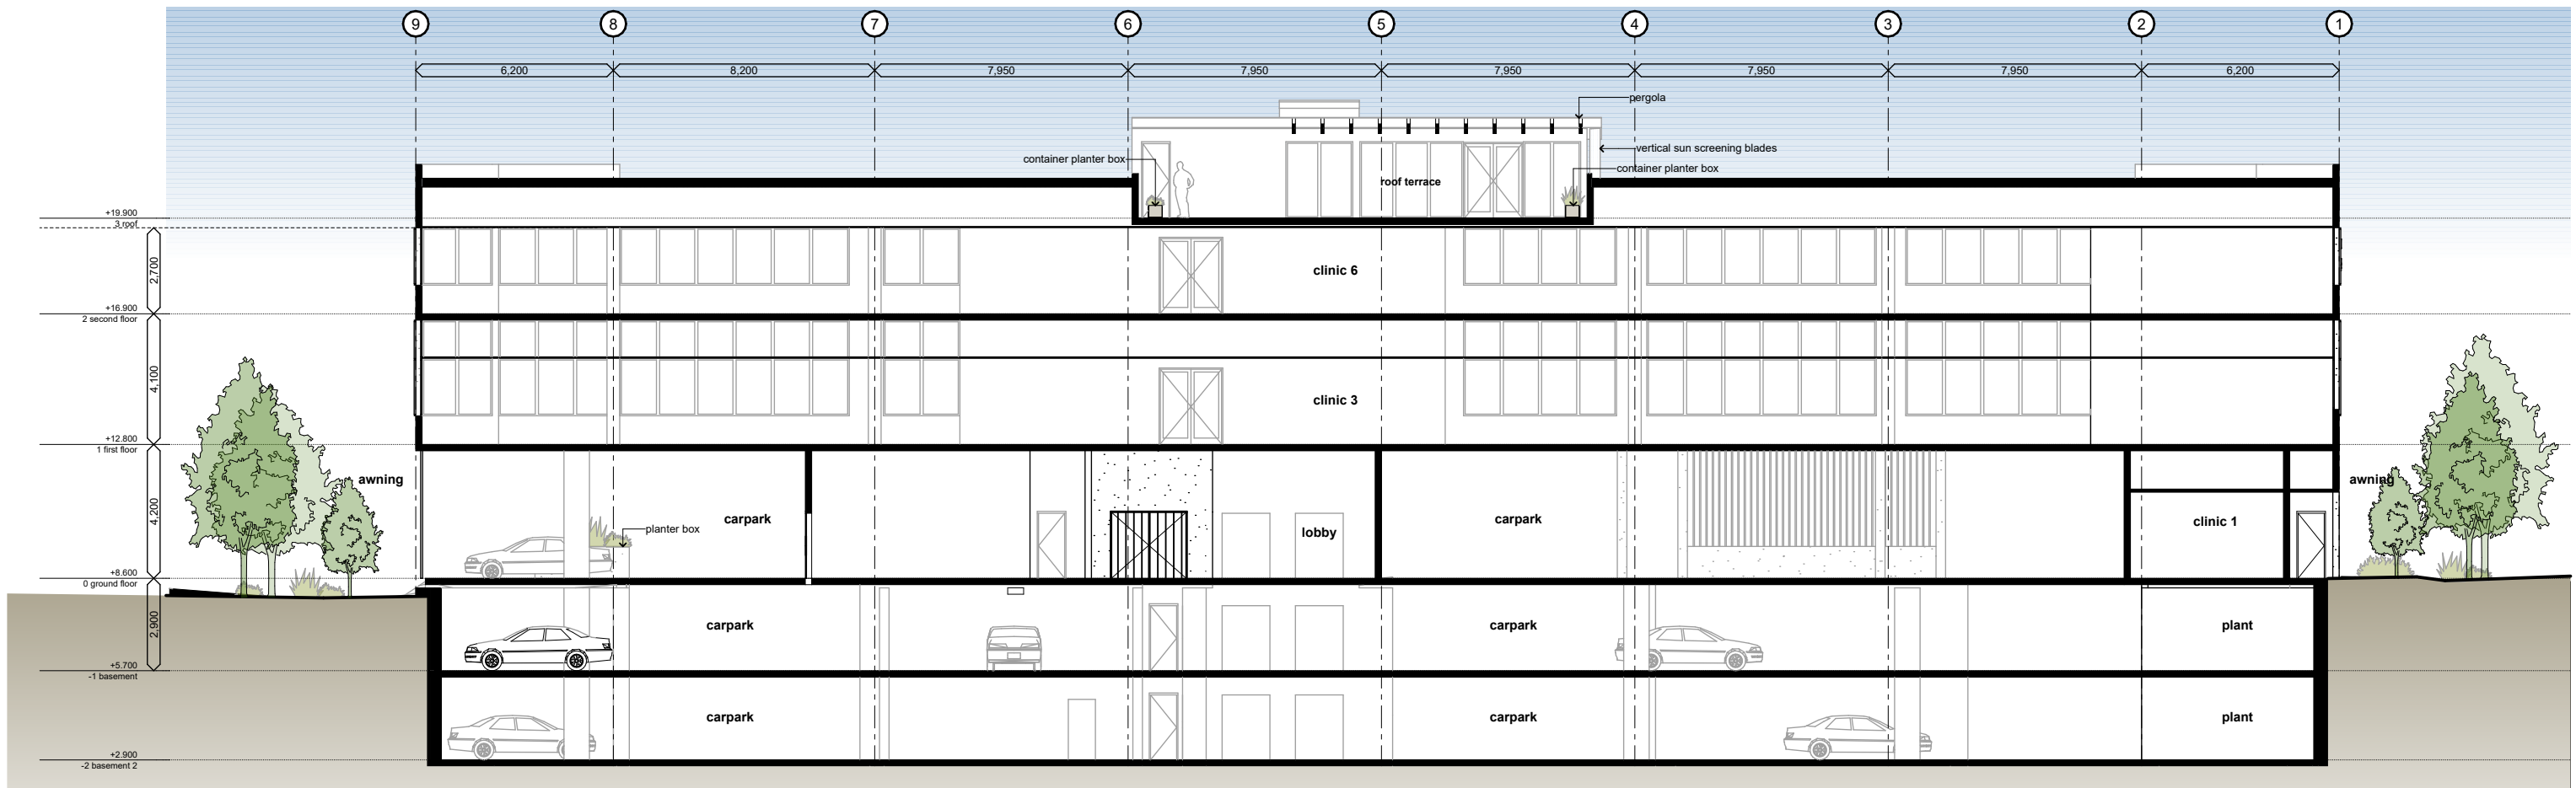 9
8
7
6
5
4
3
2
1
6,200
8,200
7,950
7,950
7,950
7,950
7,950
6,200
pergola
vertical sun screening blades
container planter box
container planter box
roof terrace
+19.900
3 roof
2,700
clinic 6
+16.900
2 second floor
4,100
clinic 3
+12.800
1 first floor
awning
awning
4,200
carpark
planter box
lobby
carpark
clinic 1
+8.600
0 ground floor
2,900
carpark
carpark
plant
+5.700
-1 basement
carpark
carpark
plant
+2.900
-2 basement 2